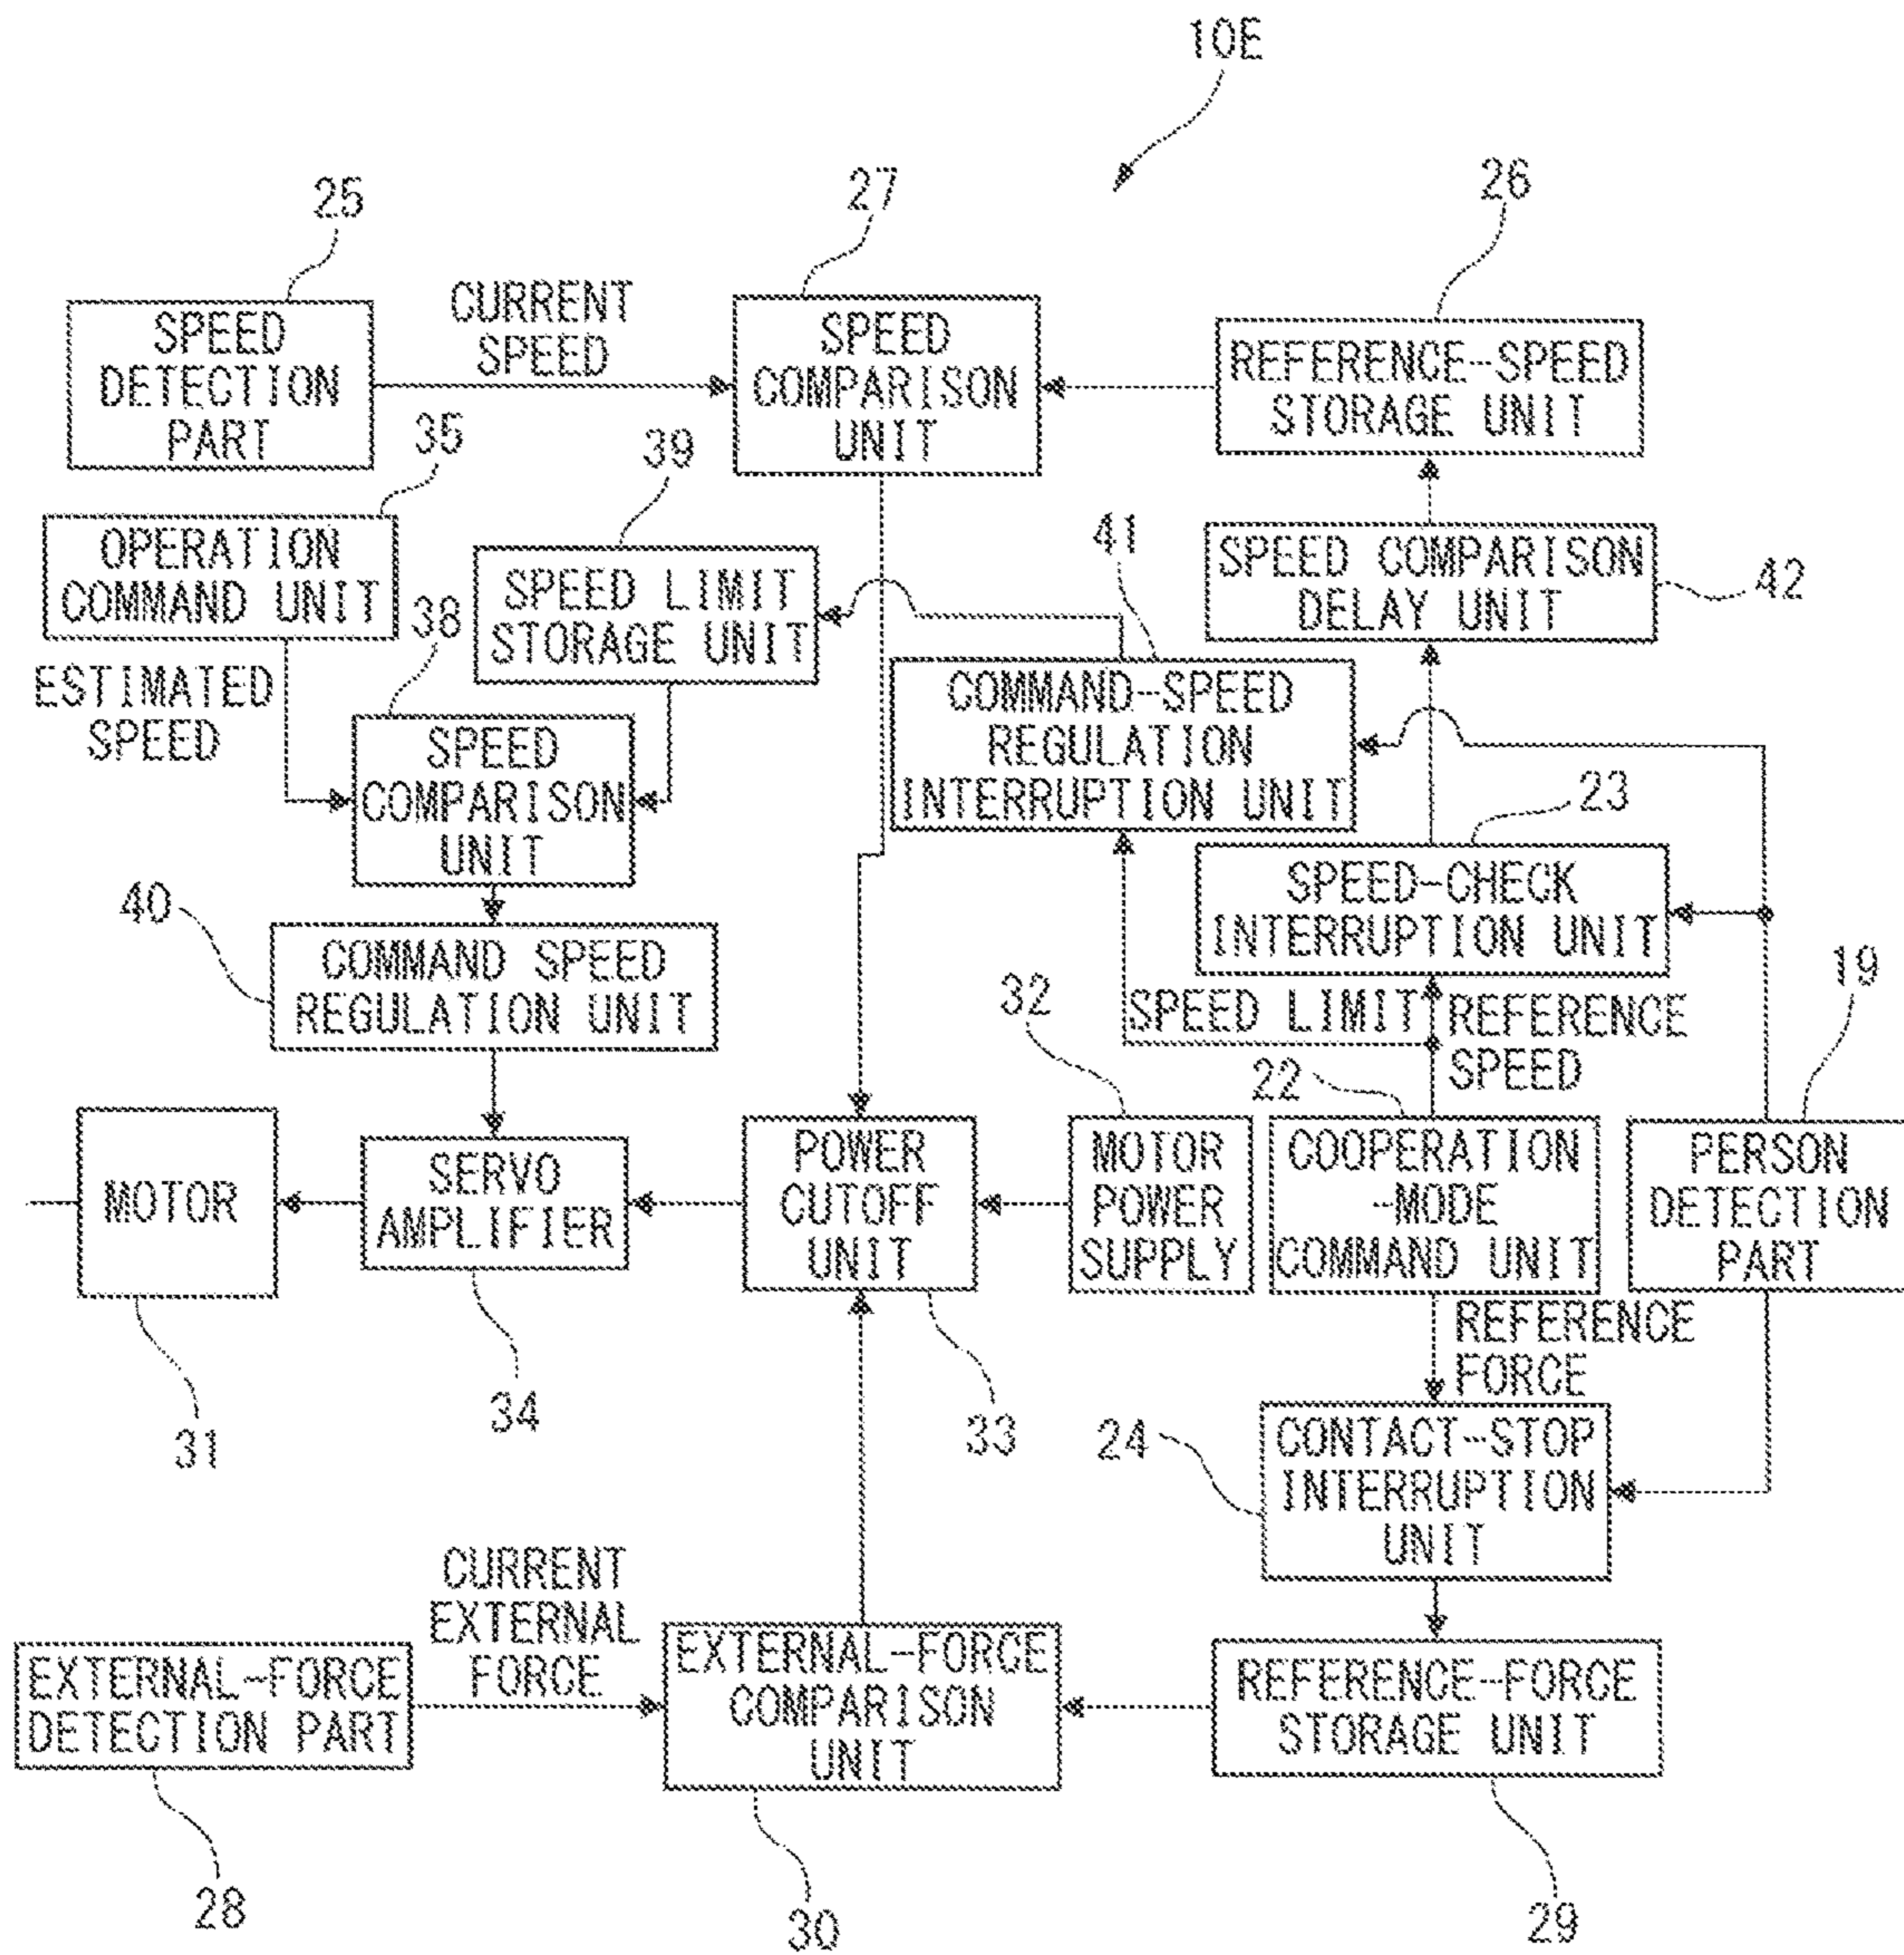 10E
25
27
26
SPEED
DETECTION
PART
CURRENT
SPEED
SPEED
COMPARISON
UNIT
REFERENCE-SPEED
STORAGE UNIT
35
39
41
OPERATION
COMMAND UNIT
SPEED LIMIT
STORAGE UNIT
SPEED COMPARISON
DELAY UNIT
42
38
ESTIMATED
SPEED
SPEED
COMPARISON
UNIT
COMMAND-SPEED
REGULATION
INTERRUPTION UNIT
23
SPEED-CHECK
INTERRUPTION UNIT
40
COMMAND SPEED
REGULATION UNIT
32
SPEED LIMIT
REFERENCE
SPEED
19
22
MOTOR
SERVO
AMPLIFIER
POWER
CUTOFF
UNIT
MOTOR
POWER
SUPPLY
COOPERATION
-MODE
COMMAND UNIT
PERSON
DETECTION
PART
31
34
33
REFERENCE
FORCE
24
CONTACT-STOP
INTERRUPTION
UNIT
CURRENT
EXTERNAL
FORCE
EXTERNAL-FORCE
DETECTION PART
EXTERNAL-FORCE
COMPARISON
UNIT
REFERENCE-FORCE
STORAGE UNIT
28
30
29